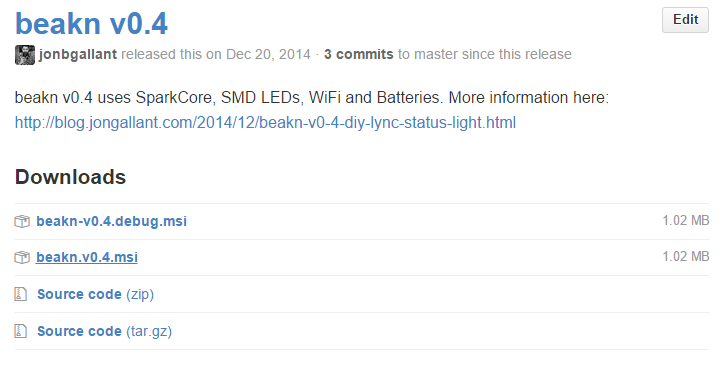 beakn v0.4
Edit
jonbgallant released this on Dec 20, 2014 · 3 commits to master since this release
beakn v0.4 uses SparkCore, SMD LEDs, WiFi and Batteries. More information here:
http://blog.jongallant.com/2014/12/beakn-v0-4-diy-lync-status-light.html
Downloads
beakn-v0.4.debug.msi 1.02 MB
beakn.v0.4.msi 1.02 MB
Source code (zip)
Source code (tar.gz)